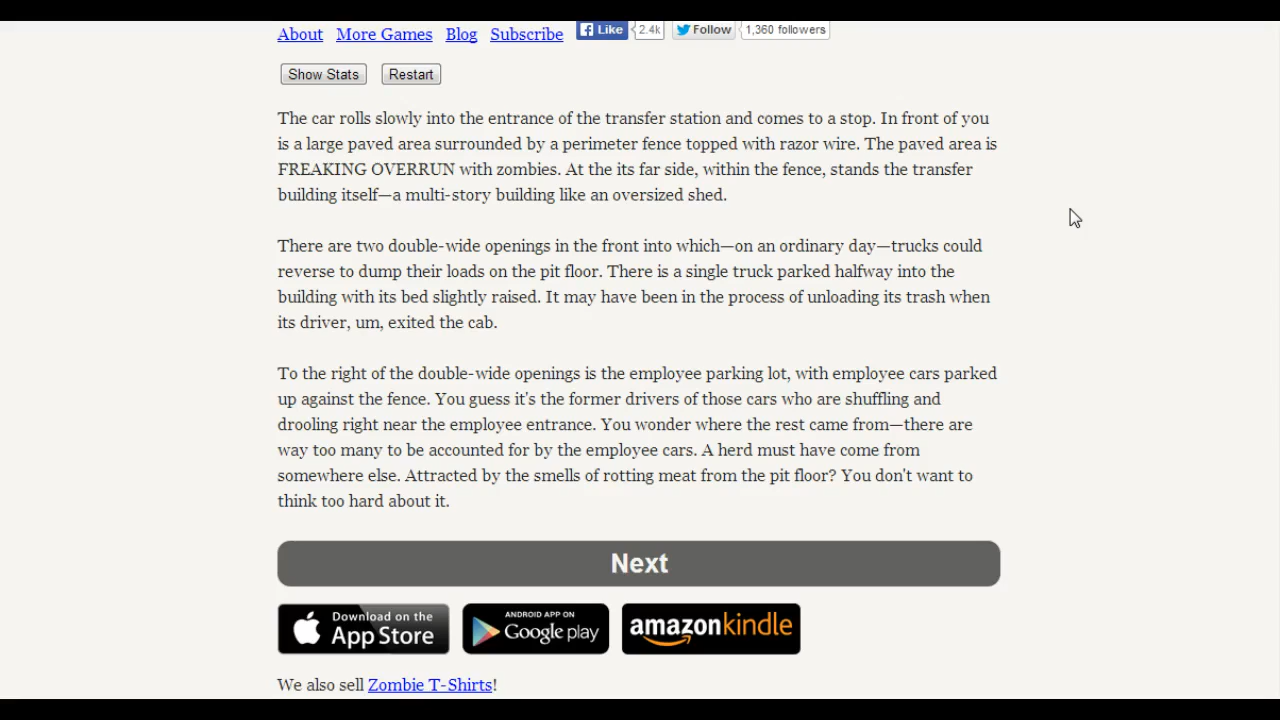 About More Games Blog Subscribe Like 2.4k Follow 1,360 followers
Show Stats Restart
The car rolls slowly into the entrance of the transfer station and comes to a stop. In front of you
is a large paved area surrounded by a perimeter fence topped with razor wire. The paved area is
FREAKING OVERRUN with zombies. At the its far side, within the fence, stands the transfer
building itself—a multi-story building like an oversized shed.
There are two double-wide openings in the front into which—on an ordinary day—trucks could
reverse to dump their loads on the pit floor. There is a single truck parked halfway into the
building with its bed slightly raised. It may have been in the process of unloading its trash when
its driver, um, exited the cab.
To the right of the double-wide openings is the employee parking lot, with employee cars parked
up against the fence. You guess it's the former drivers of those cars who are shuffling and
drooling right near the employee entrance. You wonder where the rest came from—there are
way too many to be accounted for by the employee cars. A herd must have come from
somewhere else. Attracted by the smells of rotting meat from the pit floor? You don't want to
think too hard about it.
Next
Download on the
App Store
ANDROID APP ON
Google play
amazonkindle
We also sell Zombie T-Shirts!